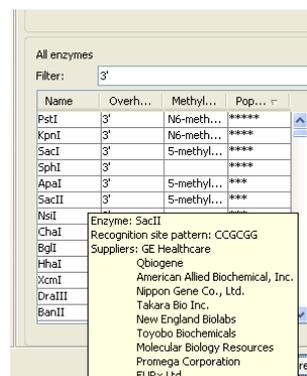 All enzymes
Filter: 3'
Name Overh... Methyl... Pop...
PstI 3' N6-meth... *****
KpnI 3' N6-meth... ****
SacI 3' 5-methyl... ****
SphI 3' ****
ApaI 3' 5-methyl... ***
SacII 3' 5-methyl... ***
NsiI
ChaI
BglI
HhaI
XcmI
DraIII
BanII
Enzyme: SacII
Recognition site pattern: CCGCGG
Suppliers: GE Healthcare
Qbiogene
American Allied Biochemical, Inc.
Nippon Gene Co., Ltd.
Takara Bio Inc.
New England Biolabs
Toyobo Biochemicals
Molecular Biology Resources
Promega Corporation
EURx Ltd.